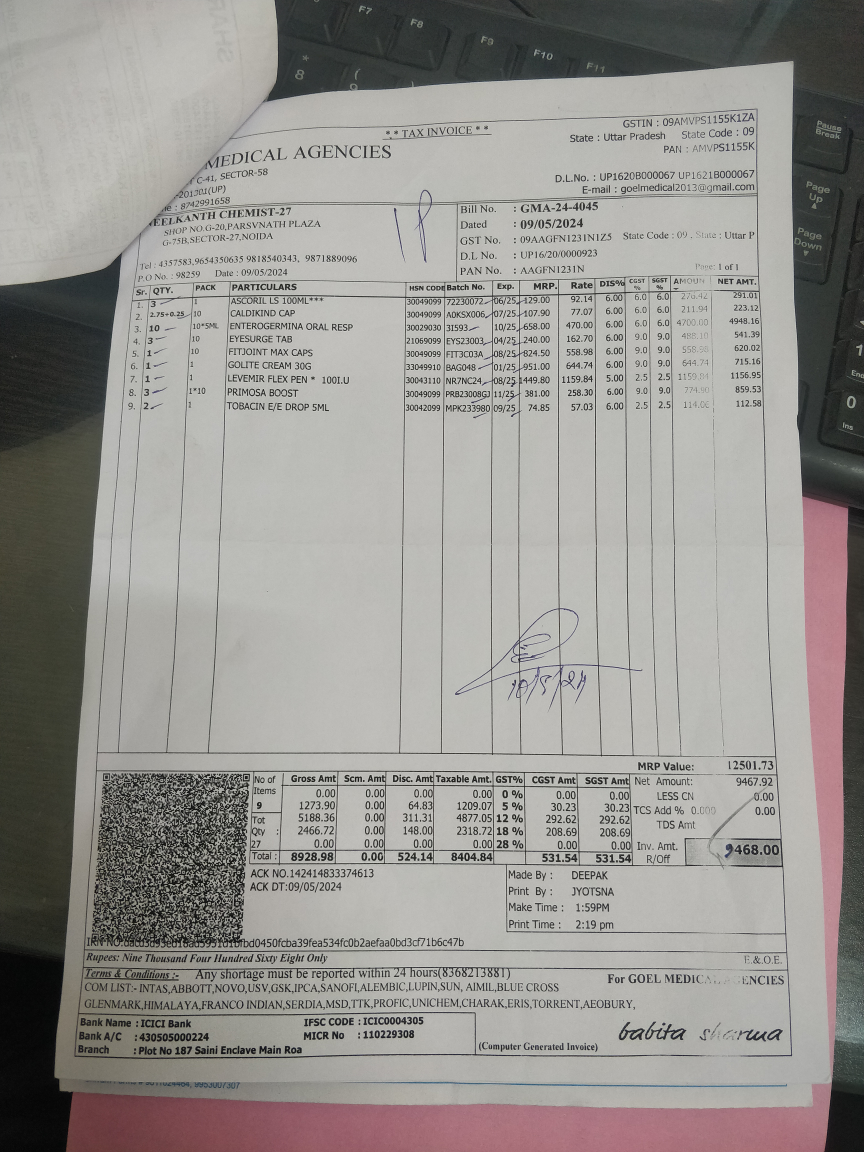 F7
F8
F9
F10
F11
*
8
(
9
Pause
Break
Page
Up
Page
Down
End
0
Ins
* * TAX INVOICE * *
GSTIN : 09AMVPS1155K1ZA
State : Uttar Pradesh State Code : 09
PAN : AMVPS1155K
MEDICAL AGENCIES
C-41, SECTOR-58
-201301(UP)
: 8742991658
D.L.No. : UP1620B000067 UP1621B000067
E-mail : goelmedical2013@gmail.com
EELKANTH CHEMIST-27
SHOP NO.G-20,PARSVNATH PLAZA
G-75B,SECTOR-27,NOIDA
Tel : 4357583,9654350635 9818540343, 9871889096
P.O No. : 98259 Date : 09/05/2024
Bill No. : GMA-24-4045
Dated : 09/05/2024
GST No. : 09AAGFN1231N1Z5 State Code : 09 , State : Uttar P
D.L No. : UP16/20/0000923
PAN No. : AAGFN1231N
Page: 1 of 1
Sr. QTY. PACK PARTICULARS HSN CODE Batch No. Exp. MRP. Rate DIS% CGST % SGST % AMOUN NET AMT.
1. 3 1 ASCORIL LS 100ML*** 30049099 72230072 06/25 129.00 92.14 6.00 6.0 6.0 276.42 291.01
2. 2.75+0.25 10 CALDIKIND CAP 30049099 A0KSX006 07/25 107.90 77.07 6.00 6.0 6.0 211.94 223.12
3. 10 10*5ML ENTEROGERMINA ORAL RESP 30029030 3I593 10/25 658.00 470.00 6.00 6.0 6.0 4700.00 4948.16
4. 3 10 EYESURGE TAB 21069099 EYS23003 04/25 240.00 162.70 6.00 9.0 9.0 488.10 541.39
5. 1 10 FITJOINT MAX CAPS 30049099 FIT3C03A 08/25 824.50 558.98 6.00 9.0 9.0 558.98 620.02
6. 1 1 GOLITE CREAM 30G 33049910 BAG048 01/25 951.00 644.74 6.00 9.0 9.0 644.74 715.16
7. 1 1 LEVEMIR FLEX PEN * 100I.U 30043110 NR7NC24 08/25 1449.80 1159.84 5.00 2.5 2.5 1159.84 1156.95
8. 3 1*10 PRIMOSA BOOST 30049099 PRB23008GJ 11/25 381.00 258.30 6.00 9.0 9.0 774.90 859.53
9. 2 1 TOBACIN E/E DROP 5ML 30042099 MPK233980 09/25 74.85 57.03 6.00 2.5 2.5 114.06 112.58
10/5/24
MRP Value: 12501.73
No of Items 9 Tot Qty : 27
Gross Amt Scm. Amt Disc. Amt Taxable Amt. GST% CGST Amt SGST Amt
0.00 0.00 0.00 0.00 0 % 0.00 0.00
1273.90 0.00 64.83 1209.07 5 % 30.23 30.23
5188.36 0.00 311.31 4877.05 12 % 292.62 292.62
2466.72 0.00 148.00 2318.72 18 % 208.69 208.69
0.00 0.00 0.00 0.00 28 % 0.00 0.00
Total : 8928.98 0.00 524.14 8404.84 531.54 531.54
Net Amount: 9467.92
LESS CN 0.00
TCS Add % 0.000 0.00
TDS Amt
Inv. Amt. 9468.00
R/Off
ACK NO.142414833374613
ACK DT:09/05/2024
Made By : DEEPAK
Print By : JYOTSNA
Make Time : 1:59PM
Print Time : 2:19 pm
Rupees: Nine Thousand Four Hundred Sixty Eight Only
E.&O.E.
Terms & Conditions :- Any shortage must be reported within 24 hours(8368213881)
COM LIST:- INTAS,ABBOTT,NOVO,USV,GSK,IPCA,SANOFI,ALEMBIC,LUPIN,SUN, AIMIL,BLUE CROSS
GLENMARK,HIMALAYA,FRANCO INDIAN,SERDIA,MSD,TTK,PROFIC,UNICHEM,CHARAK,ERIS,TORRENT,AEOBURY,
For GOEL MEDICAL AGENCIES
Bank Name : ICICI Bank IFSC CODE : ICIC0004305
Bank A/C : 430505000224 MICR No : 110229308
Branch : Plot No 187 Saini Enclave Main Roa
(Computer Generated Invoice)
babita sharma